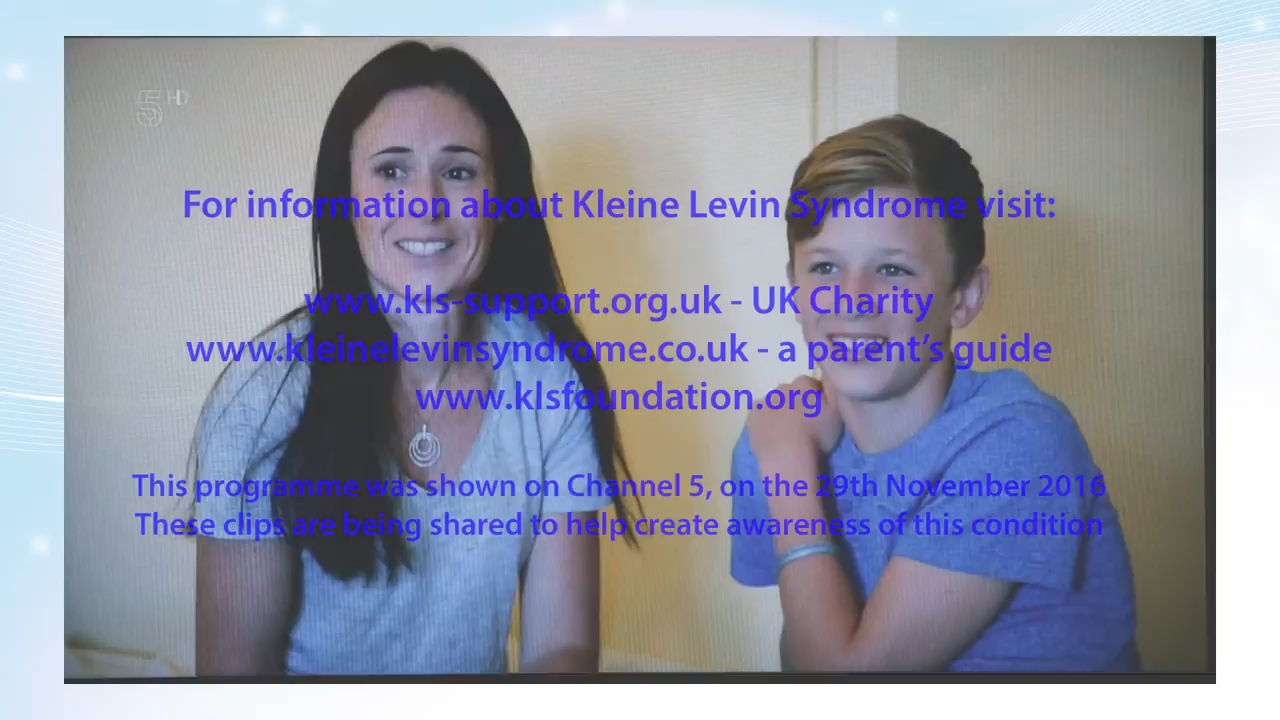 5 HD
For information about Kleine Levin Syndrome visit:
www.kls-support.org.uk - UK Charity
www.kleinelevinsyndrome.co.uk - a parent's guide
www.klsfoundation.org
This programme was shown on Channel 5, on the 29th November 2016
These clips are being shared to help create awareness of this condition